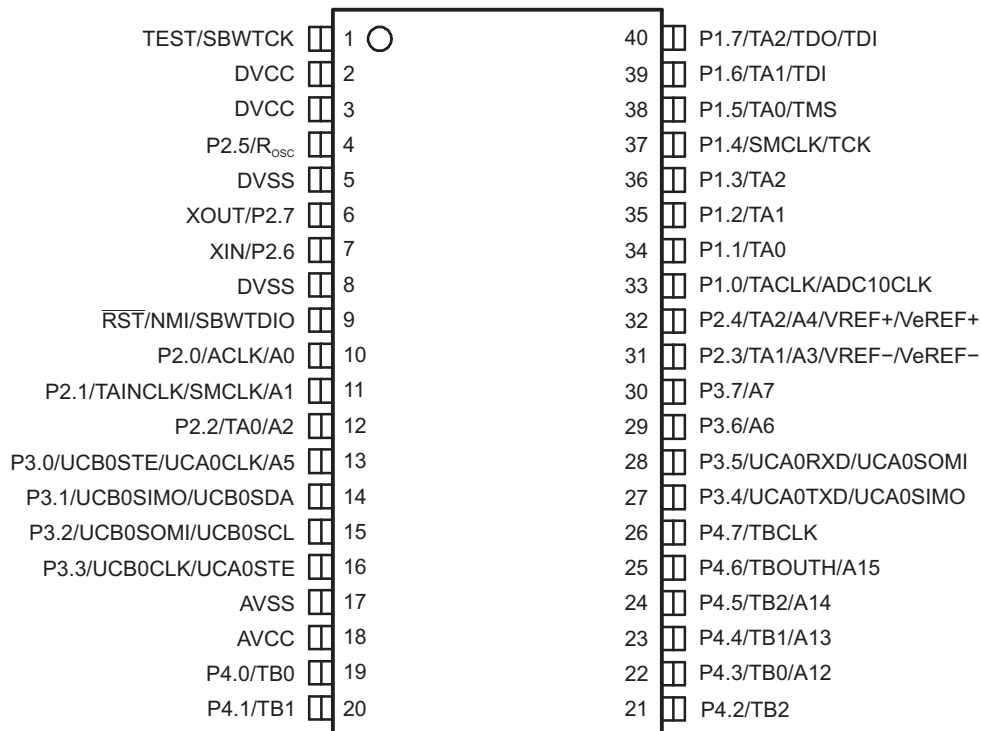 TEST/SBWTCK 1 40 P1.7/TA2/TDO/TDI
DVCC 2 39 P1.6/TA1/TDI
DVCC 3 38 P1.5/TA0/TMS
P2.5/Rosc 4 37 P1.4/SMCLK/TCK
DVSS 5 36 P1.3/TA2
XOUT/P2.7 6 35 P1.2/TA1
XIN/P2.6 7 34 P1.1/TA0
DVSS 8 33 P1.0/TACLK/ADC10CLK
RST/NMI/SBWTDIO 9 32 P2.4/TA2/A4/VREF+/VeREF+
P2.0/ACLK/A0 10 31 P2.3/TA1/A3/VREF−/VeREF−
P2.1/TAINCLK/SMCLK/A1 11 30 P3.7/A7
P2.2/TA0/A2 12 29 P3.6/A6
P3.0/UCB0STE/UCA0CLK/A5 13 28 P3.5/UCA0RXD/UCA0SOMI
P3.1/UCB0SIMO/UCB0SDA 14 27 P3.4/UCA0TXD/UCA0SIMO
P3.2/UCB0SOMI/UCB0SCL 15 26 P4.7/TBCLK
P3.3/UCB0CLK/UCA0STE 16 25 P4.6/TBOUTH/A15
AVSS 17 24 P4.5/TB2/A14
AVCC 18 23 P4.4/TB1/A13
P4.0/TB0 19 22 P4.3/TB0/A12
P4.1/TB1 20 21 P4.2/TB2